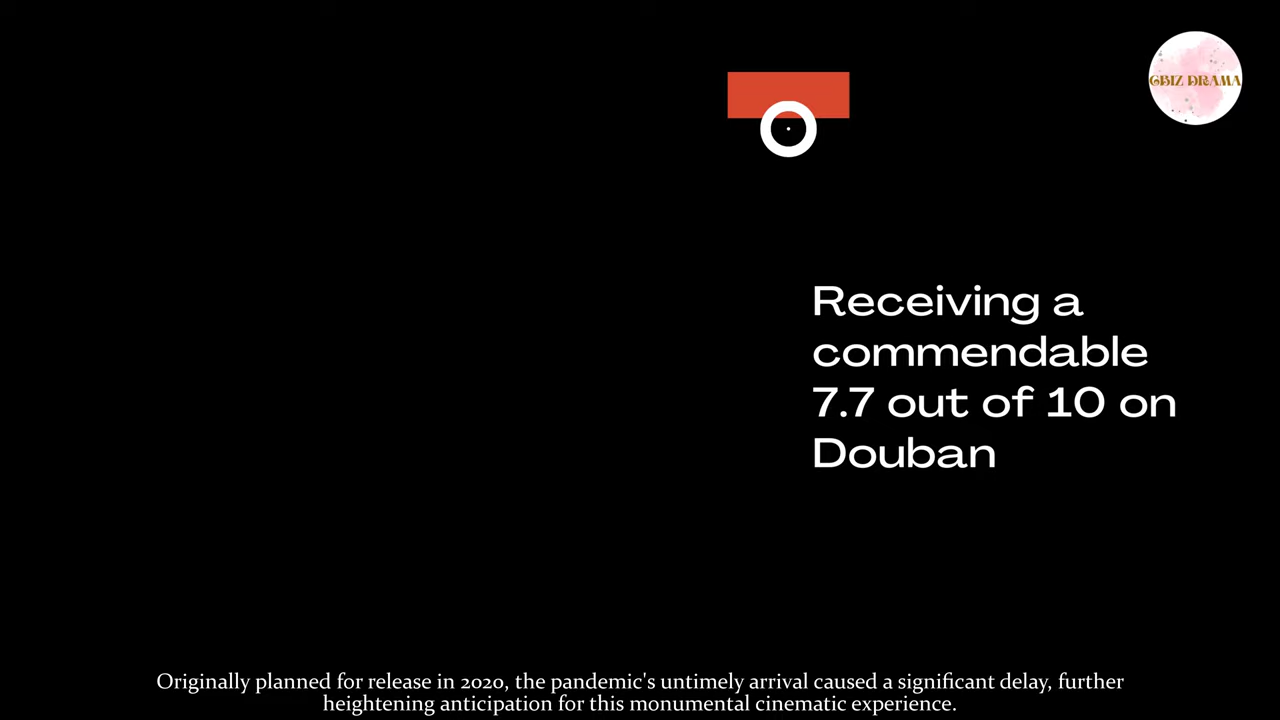 GBIZ DRAMA
Receiving a
commendable
7.7 out of 10 on
Douban
Originally planned for release in 2020, the pandemic's untimely arrival caused a significant delay, further
heightening anticipation for this monumental cinematic experience.